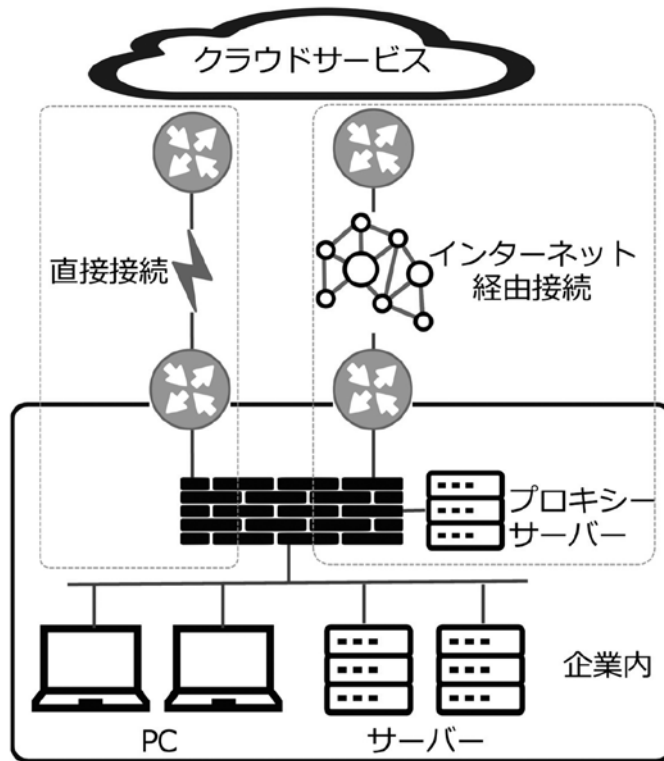 クラウドサービス
直接接続
インターネット
経由接続
プロキシー
サーバー
企業内
PC
サーバー